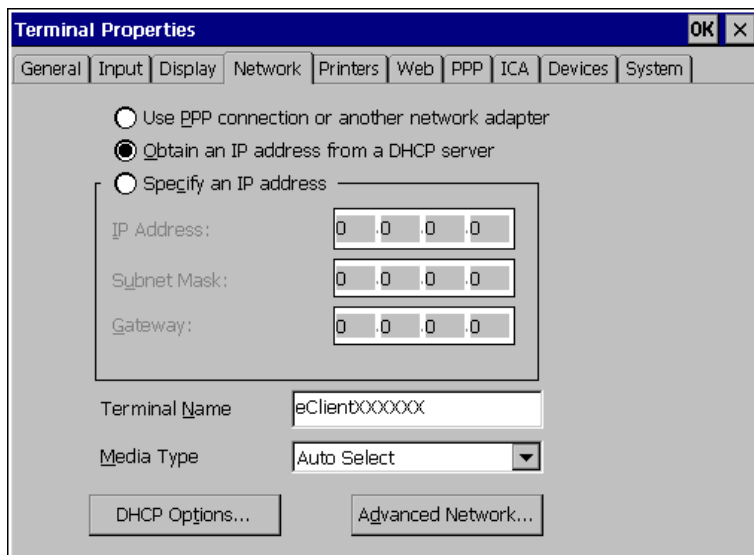 Terminal Properties OK ×
General Input Display Network Printers Web PPP ICA Devices System
Use PPP connection or another network adapter
Obtain an IP address from a DHCP server
Specify an IP address
IP Address: 0 .0 .0 .0
Subnet Mask: 0 .0 .0 .0
Gateway: 0 .0 .0 .0
Terminal Name eClientXXXXXX
Media Type Auto Select
DHCP Options... Advanced Network...